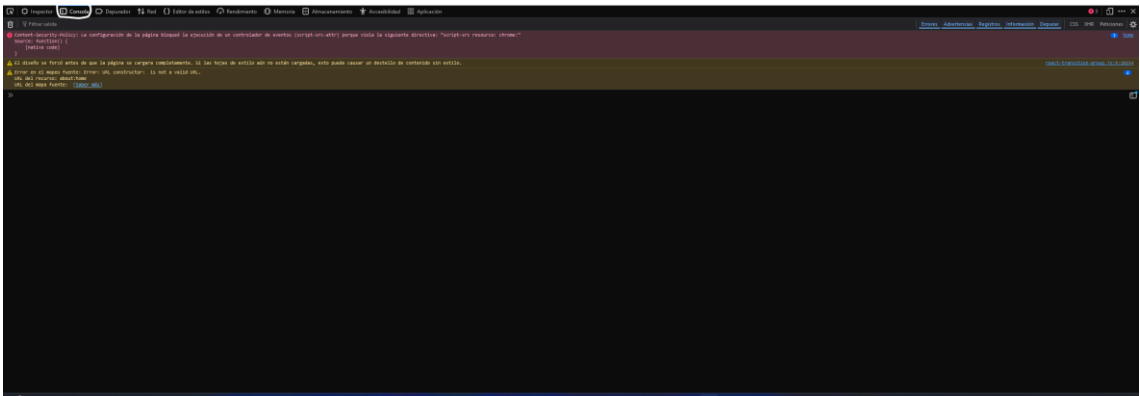 Inspector Consola Depurador Red Editor de estilos Rendimiento Memoria Almacenamiento Accesibilidad Aplicación
Filtrar salida Errores Advertencias Registros Información Depurar CSS XHR Peticiones
Content-Security-Policy: La configuración de la página bloqueó la ejecución de un controlador de eventos (script-src-attr) porque viola la siguiente directiva: "script-src resource: chrome:" 1 home
Source: function() {
[native code]
}
El diseño se forzó antes de que la página se cargara completamente. Si las hojas de estilo aún no están cargadas, esto puede causar un destello de contenido sin estilo.
Error en el mapeo fuente: Error: URL constructor: is not a valid URL.
URL del recurso: about:home
URL del mapa fuente: [Saber más]